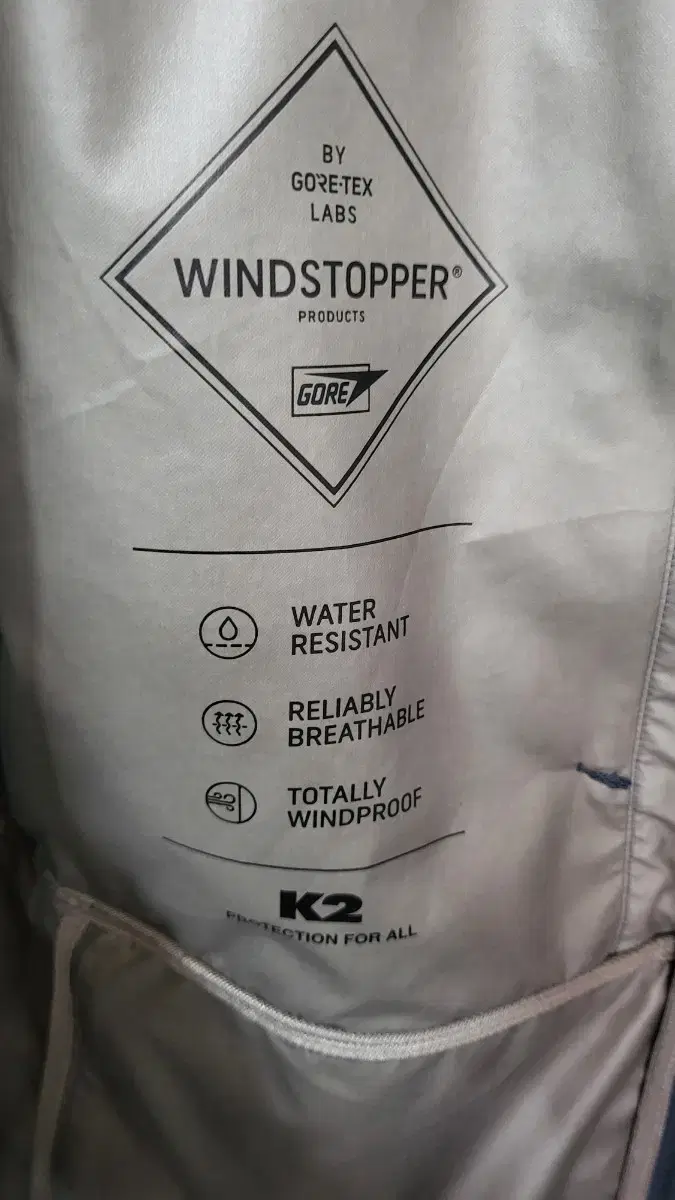 BY
GORE-TEX
LABS
WINDSTOPPER®
PRODUCTS
GORE
WATER
RESISTANT
RELIABLY
BREATHABLE
TOTALLY
WINDPROOF
K2
PROTECTION FOR ALL